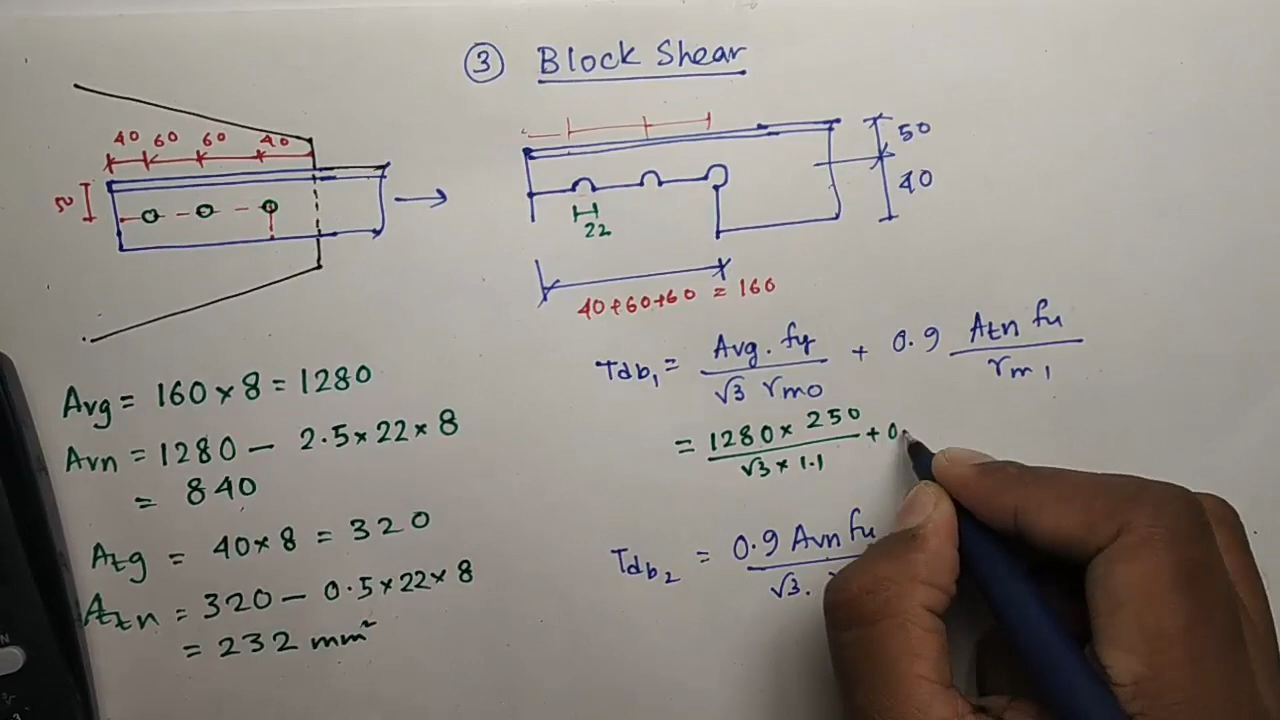 ③ Block Shear
40 60 60 40
50
22
50
40
40+60+60 = 160
Avg = 160 × 8 = 1280
Avn = 1280 – 2.5×22×8
= 840
Atg = 40×8 = 320
Atn = 320 – 0.5×22×8
= 232 mm²
Tdb₁ = Avg . fy / √3 γm0 + 0.9 Atn fu / γm1
= 1280 × 250 / √3 × 1.1 + 0.
Tdb₂ = 0.9 Avn fu / √3.
N